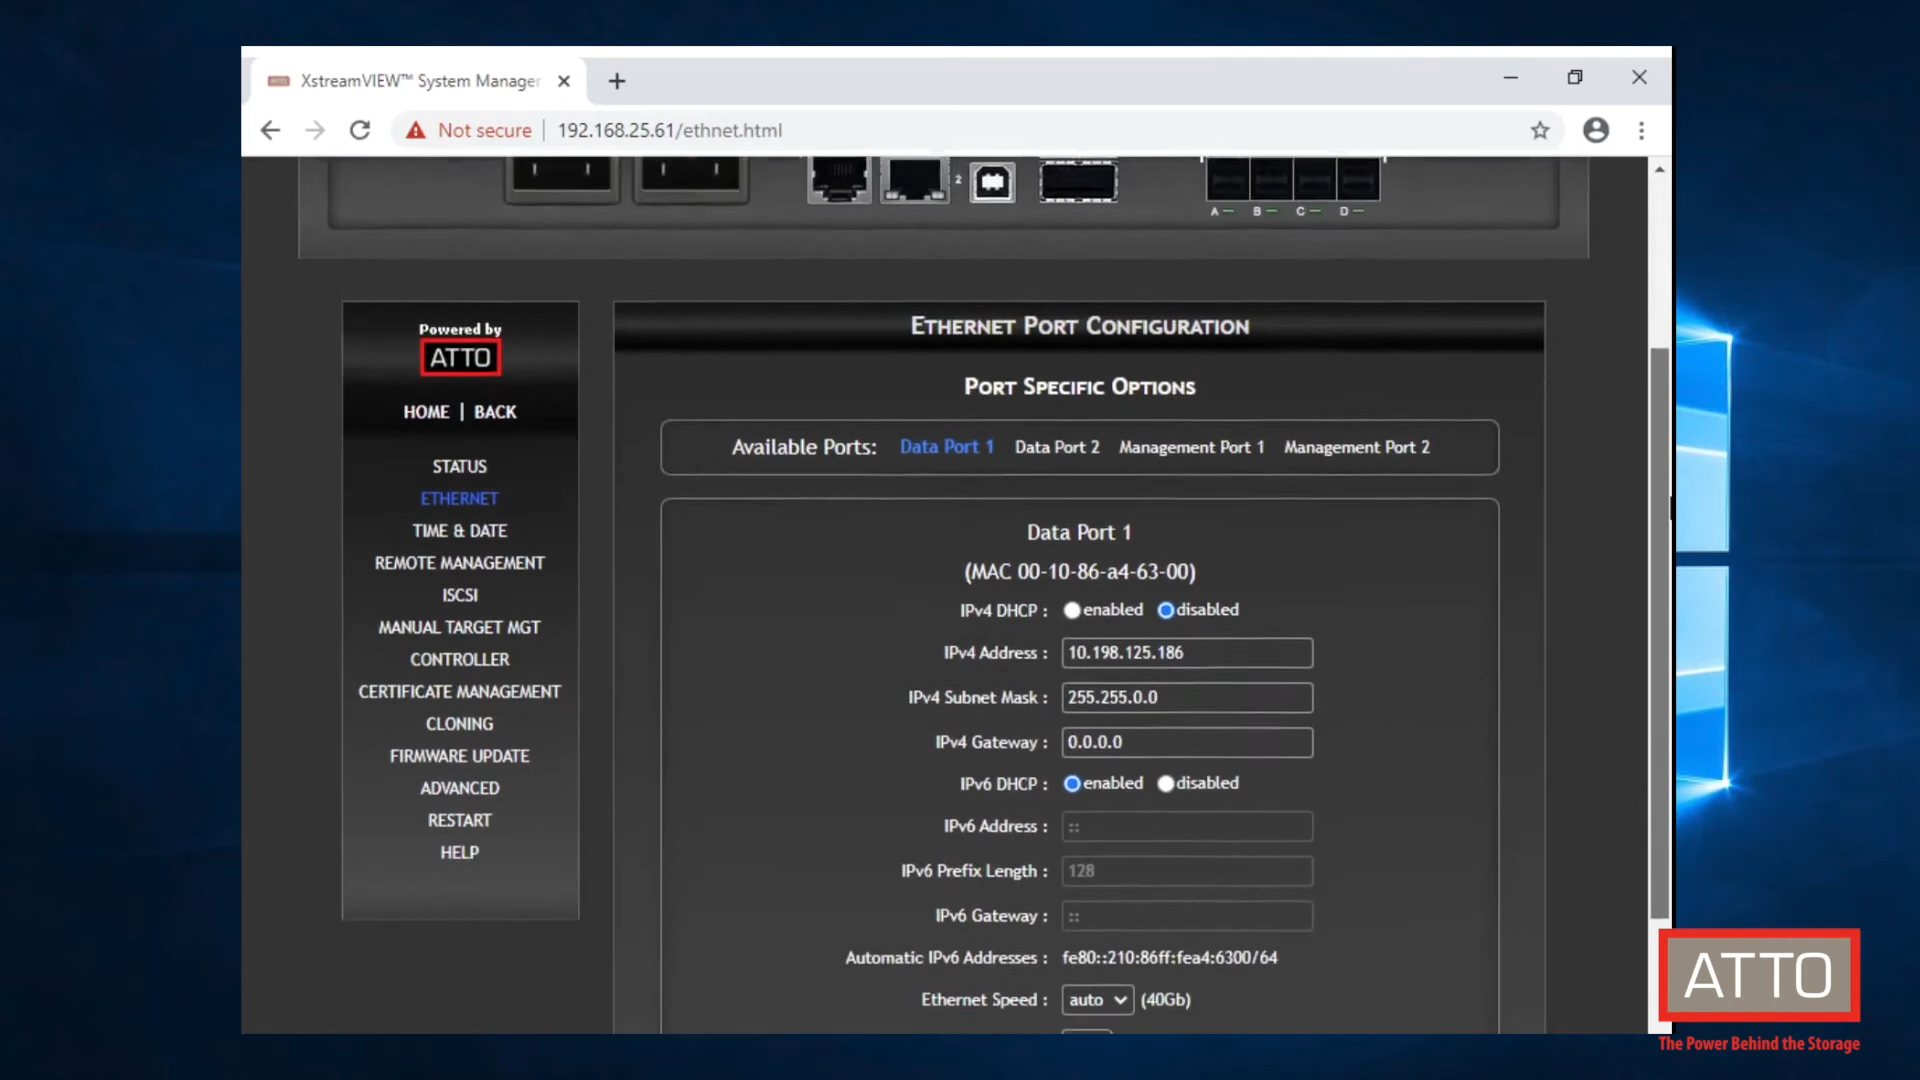 XstreamVIEW™ System Manager
Not secure
192.168.25.61/ethnet.html
2
A B C D
Powered by
ATTO
HOME | BACK
STATUS
ETHERNET
TIME & DATE
REMOTE MANAGEMENT
ISCSI
MANUAL TARGET MGT
CONTROLLER
CERTIFICATE MANAGEMENT
CLONING
FIRMWARE UPDATE
ADVANCED
RESTART
HELP
ETHERNET PORT CONFIGURATION
PORT SPECIFIC OPTIONS
Available Ports: Data Port 1 Data Port 2 Management Port 1 Management Port 2
Data Port 1
(MAC 00-10-86-a4-63-00)
IPv4 DHCP : enabled disabled
IPv4 Address : 10.198.125.186
IPv4 Subnet Mask : 255.255.0.0
IPv4 Gateway : 0.0.0.0
IPv6 DHCP : enabled disabled
IPv6 Address : ::
IPv6 Prefix Length : 128
IPv6 Gateway : ::
Automatic IPv6 Addresses : fe80::210:86ff:fea4:6300/64
Ethernet Speed : auto (40Gb)
ATTO
The Power Behind the Storage